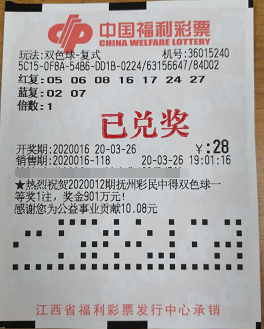 中国福利彩票
CHINA WELFARE LOTTERY
玩法:双色球-复式 机号:36015240
5C15-0FBA-54B6-DD1B-0224/63156647/84D02
红复:05 06 08 16 17 24 27
蓝复:02 07
倍数:1
已兑奖
开奖期:2020016 20-03-26 ¥:28
销售期:2020016-118 20-03-26 19:01:16
★热烈祝贺2020012期抚州彩民中得双色球一
等奖1注，奖金901万元!
感谢您为公益事业贡献10.08元
江西省福利彩票发行中心承销